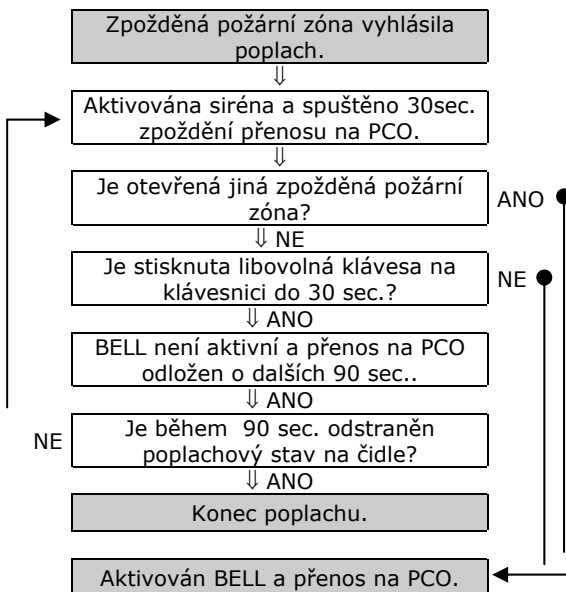 Zpožděná požární zóna vyhlásila
poplach.
⇓
Aktivována siréna a spuštěno 30sec.
zpoždění přenosu na PCO.
⇓
Je otevřená jiná zpožděná požární
zóna?
ANO
⇓ NE
Je stisknuta libovolná klávesa na
klávesnici do 30 sec.?
NE
⇓ ANO
BELL není aktivní a přenos na PCO
odložen o dalších 90 sec..
⇓ ANO
NE
Je během 90 sec. odstraněn
poplachový stav na čidle?
⇓ ANO
Konec poplachu.
Aktivován BELL a přenos na PCO.